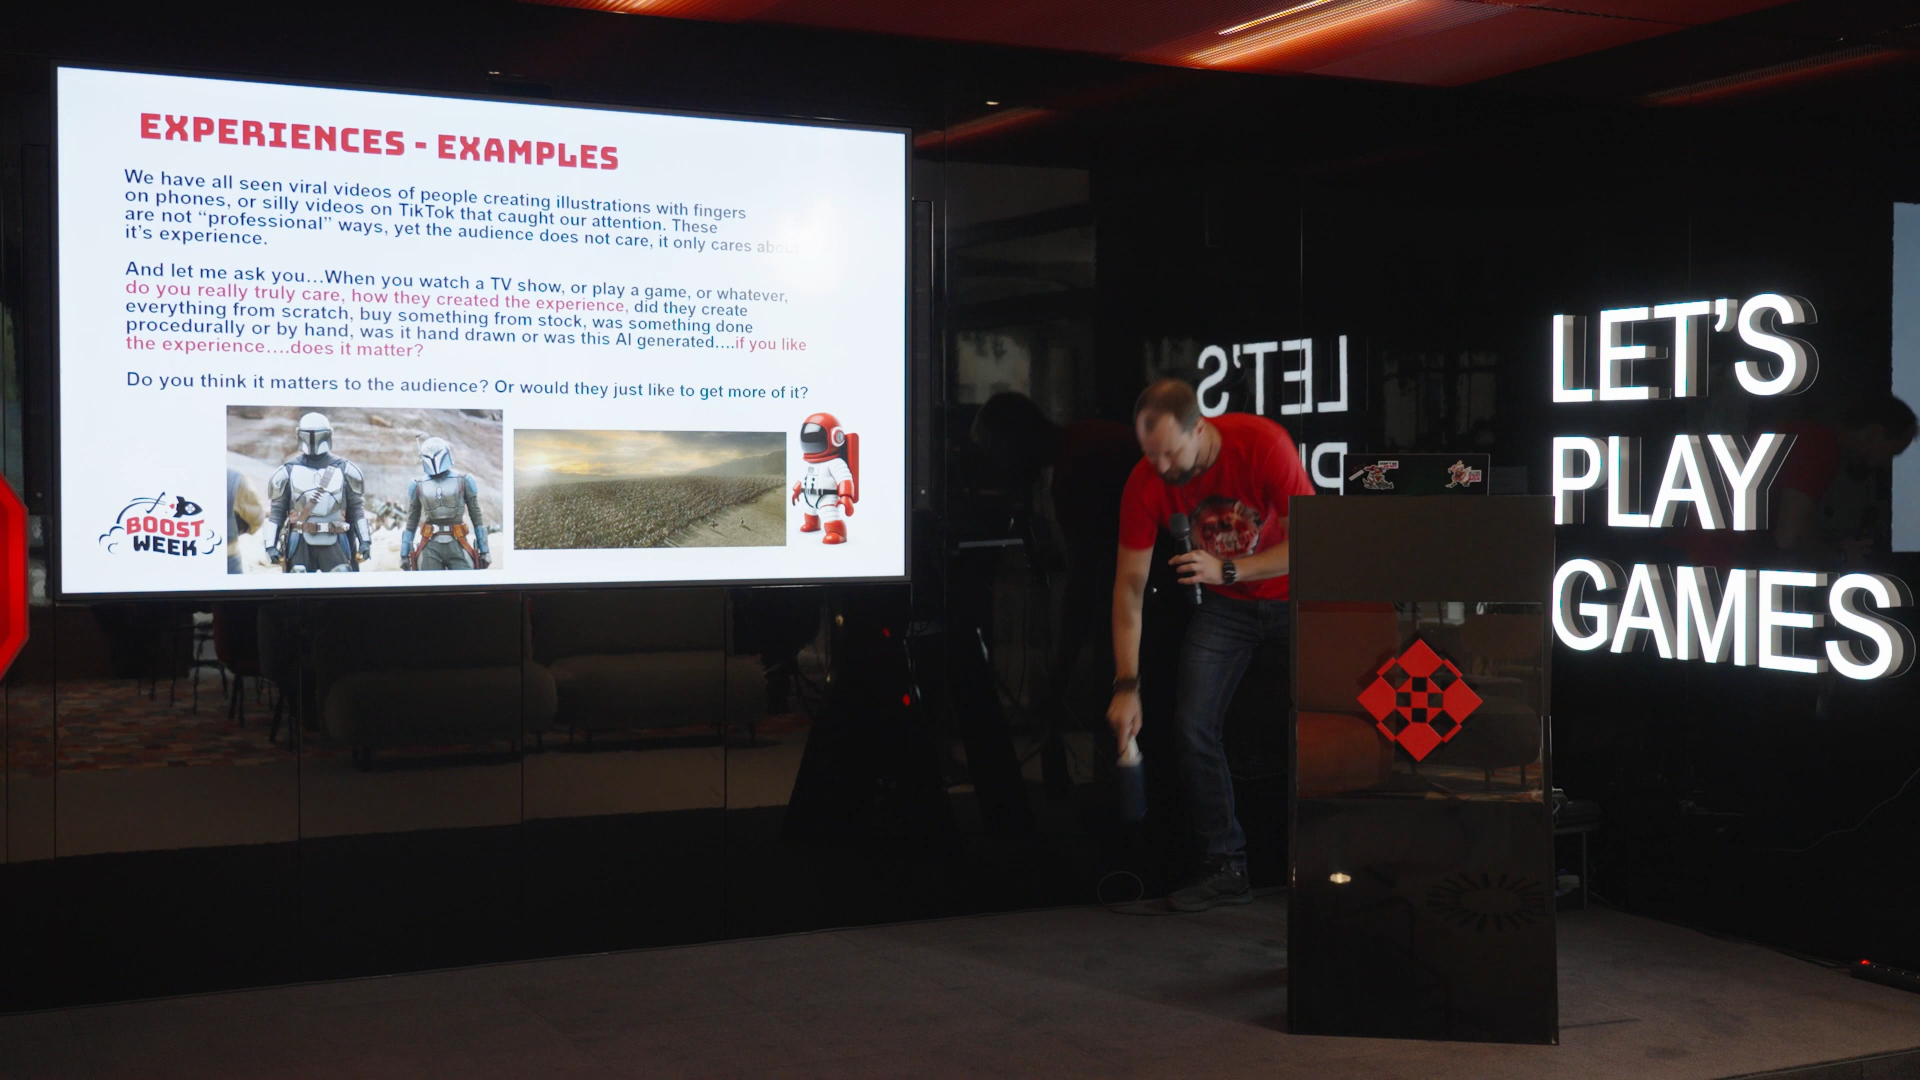 EXPERIENCES - EXAMPLES
We have all seen viral videos of people creating illustrations with fingers
on phones, or silly videos on TikTok that caught our attention. These
are not “professional” ways, yet the audience does not care, it only cares about
it’s experience.
And let me ask you...When you watch a TV show, or play a game, or whatever,
do you really truly care, how they created the experience, did they create
everything from scratch, buy something from stock, was something done
procedurally or by hand, was it hand drawn or was this AI generated....if you like
the experience....does it matter?
Do you think it matters to the audience? Or would they just like to get more of it?
BOOST
WEEK
LET'S
LET'S
PLAY
GAMES